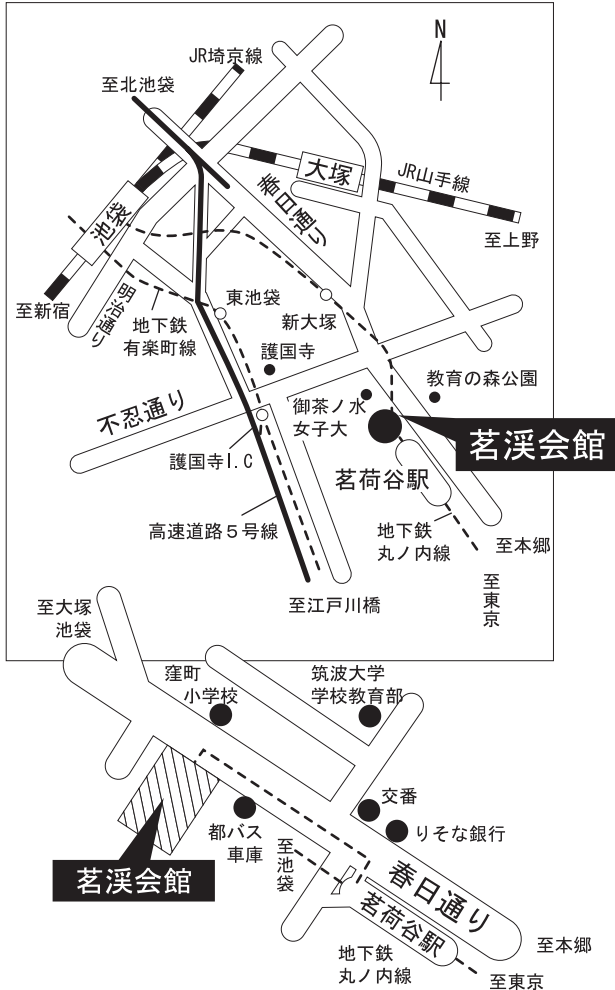 JR埼京線
至北池袋
N
大塚
JR山手線
春日通り
池袋
至上野
至新宿
明治通り
地下鉄
有楽町線
東池袋
新大塚
護国寺
不忍通り
御茶ノ水
女子大
教育の森公園
茗渓会館
護国寺I.C
茗荷谷駅
高速道路5号線
地下鉄
丸ノ内線
至本郷
至東京
至江戸川橋
至大塚
池袋
窪町
小学校
筑波大学
学校教育部
交番
りそな銀行
都バス
車庫
至池袋
茗渓会館
春日通り
茗荷谷駅
地下鉄
丸ノ内線
至本郷
至東京